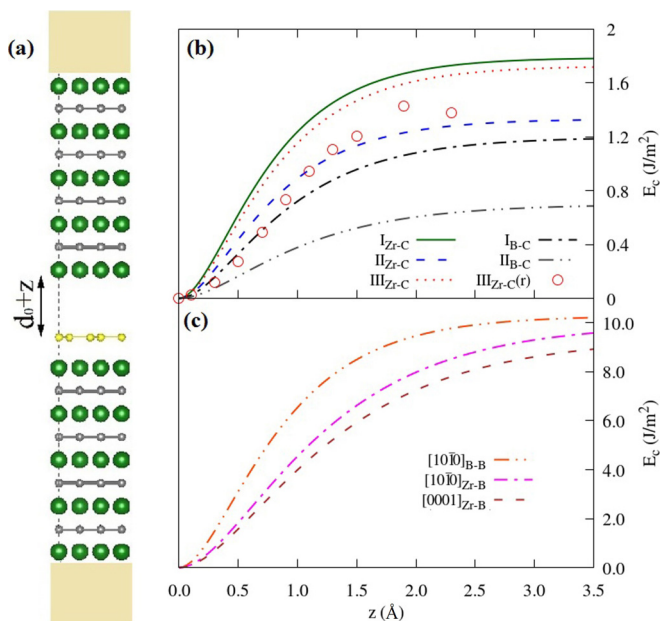 (a)
d₀+z
(b)
2
1.6
1.2
0.8
0.4
0
E_c (J/m²)
I_Zr-C
II_Zr-C
III_Zr-C
I_B-C
II_B-C
III_Zr-C(r)
(c)
10.0
8.0
6.0
4.0
2.0
E_c (J/m²)
[101̄0]_B-B
[101̄0]_Zr-B
[0001]_Zr-B
0.0 0.5 1.0 1.5 2.0 2.5 3.0 3.5
z (Å)